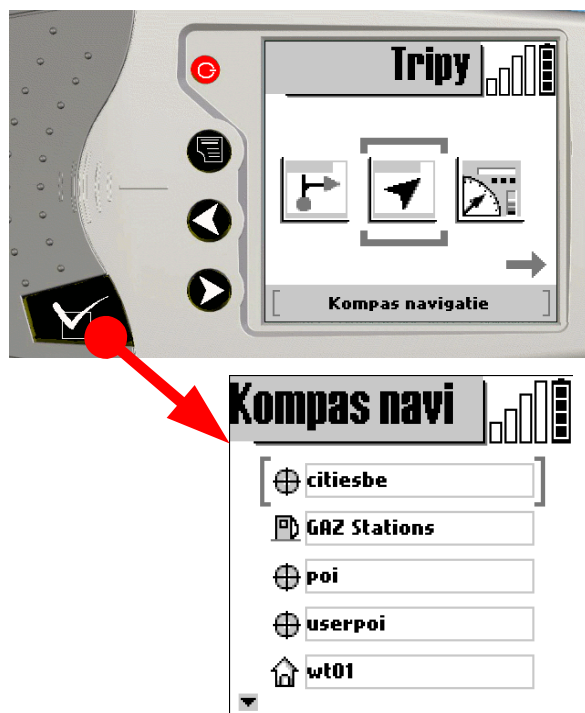 Tripy
Kompas navigatie
Kompas navi
citiesbe
GAZ Stations
poi
userpoi
wt01